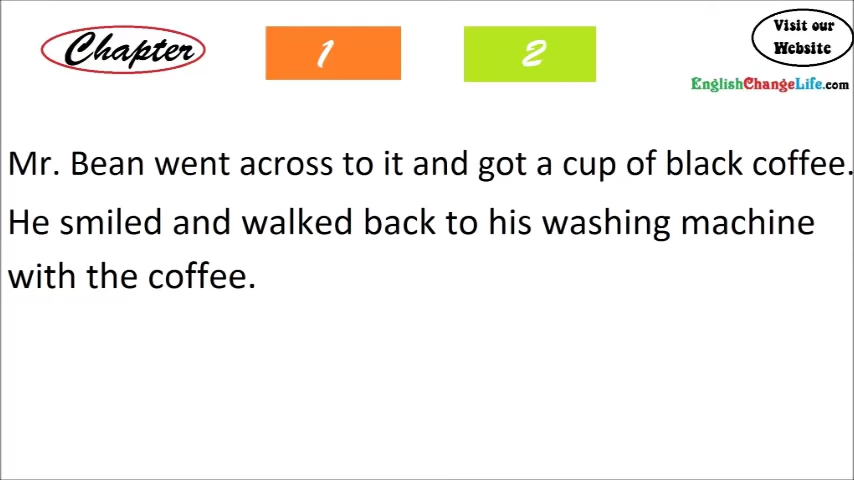 Chapter
1
2
Visit our
Website
EnglishChangeLife.com
Mr. Bean went across to it and got a cup of black coffee.
He smiled and walked back to his washing machine
with the coffee.